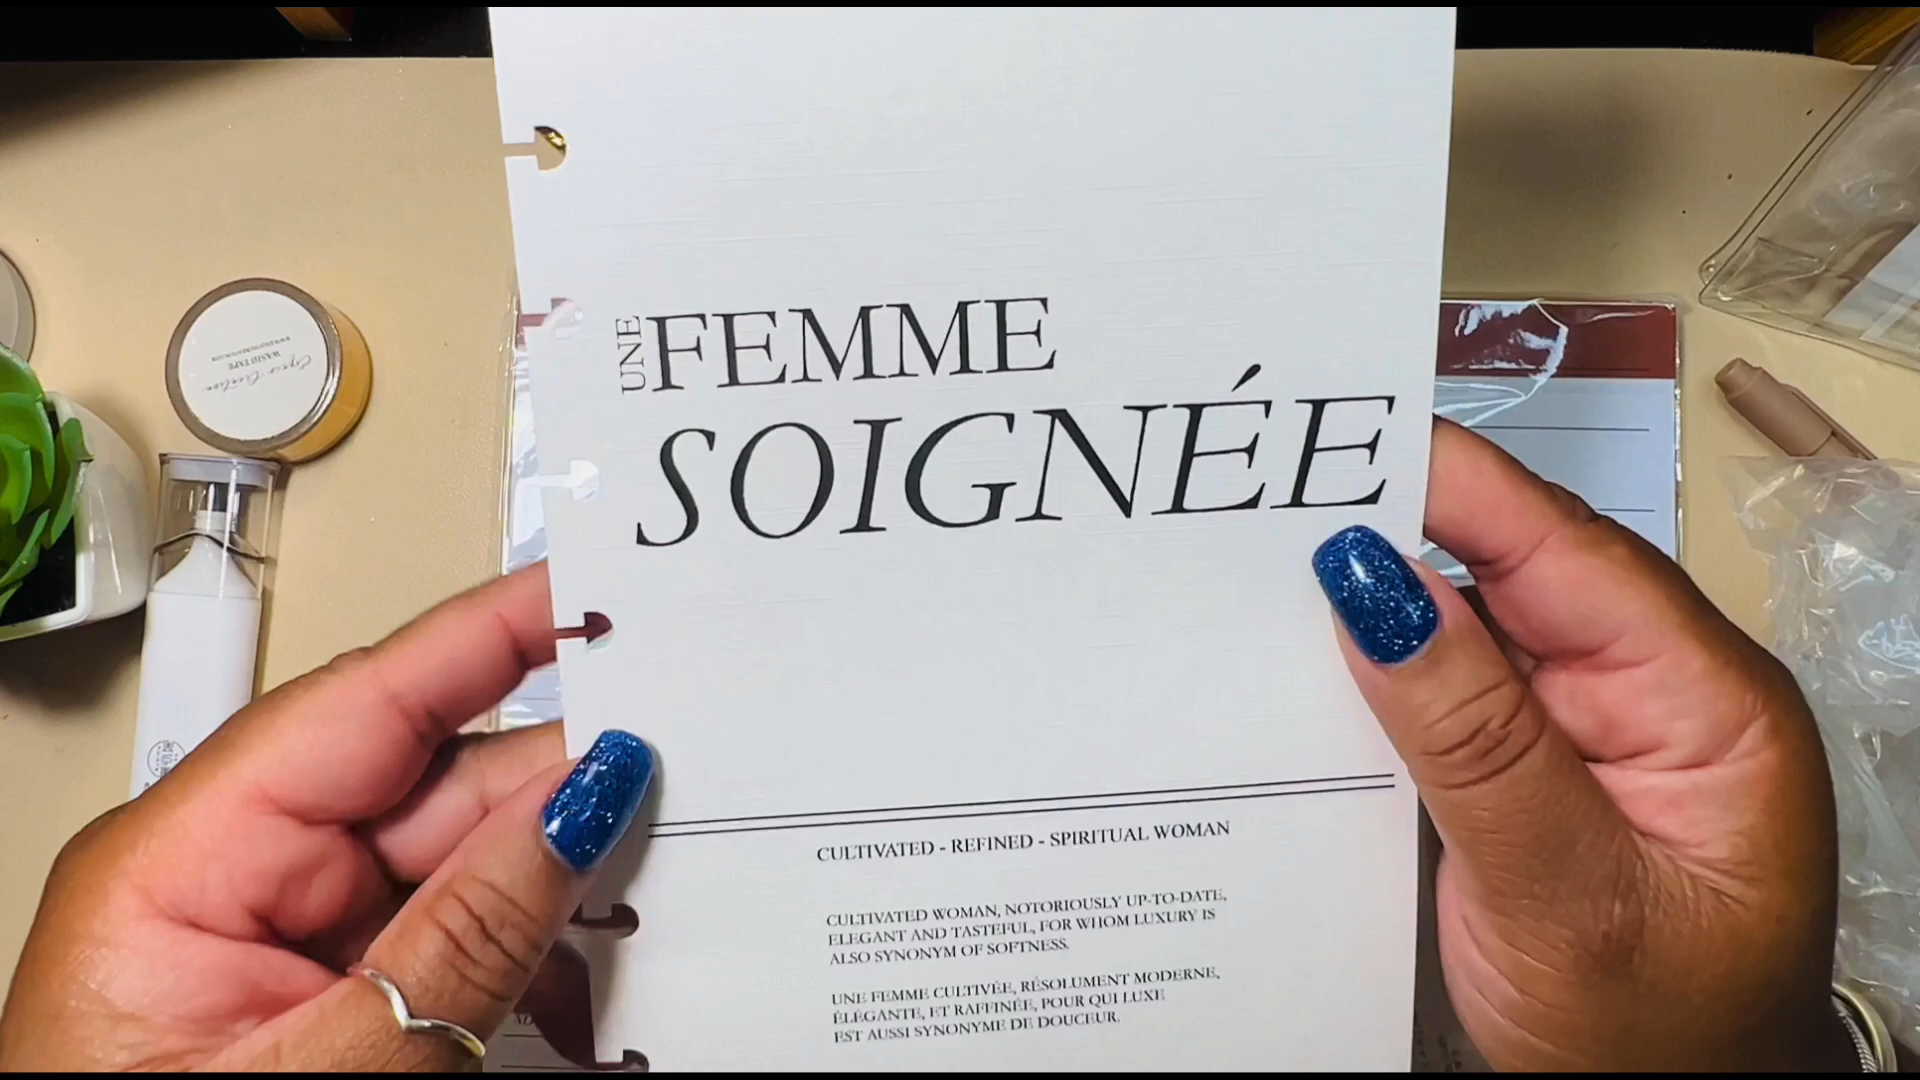 UNE FEMME
SOIGNÉE
CULTIVATED - REFINED - SPIRITUAL WOMAN
CULTIVATED WOMAN, NOTORIOUSLY UP-TO-DATE,
ELEGANT AND TASTEFUL, FOR WHOM LUXURY IS
ALSO SYNONYM OF SOFTNESS.
UNE FEMME CULTIVÉE, RÉSOLUMENT MODERNE,
ÉLÉGANTE, ET RAFFINÉE, POUR QUI LUXE
EST AUSSI SYNONYME DE DOUCEUR.
WASHI TAPE